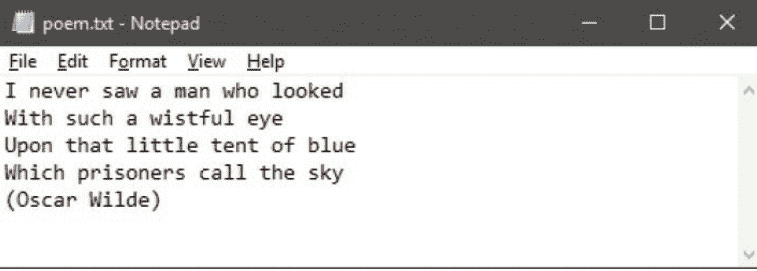 poem.txt - Notepad
File Edit Format View Help
I never saw a man who looked
With such a wistful eye
Upon that little tent of blue
Which prisoners call the sky
(Oscar Wilde)